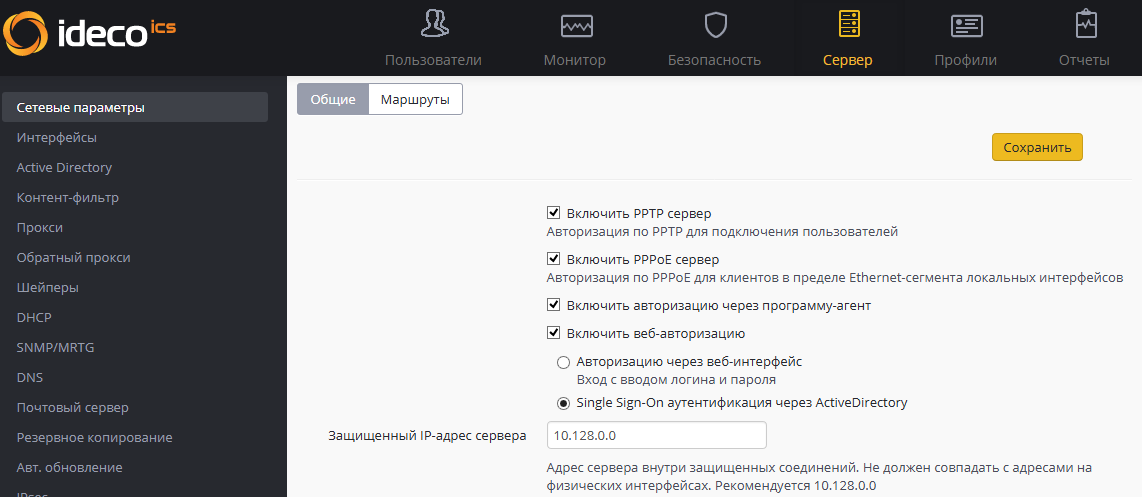 ideco ics
Пользователи
Монитор
Безопасность
Сервер
Профили
Отчеты
Сетевые параметры
Интерфейсы
Active Directory
Контент-фильтр
Прокси
Обратный прокси
Шейперы
DHCP
SNMP/MRTG
DNS
Почтовый сервер
Резервное копирование
Авт. обновление
IPsec
Общие
Маршруты
Сохранить
Включить PPTP сервер
Авторизация по PPTP для подключения пользователей
Включить PPPoE сервер
Авторизация по PPPoE для клиентов в пределе Ethernet-сегмента локальных интерфейсов
Включить авторизацию через программу-агент
Включить веб-авторизацию
Авторизацию через веб-интерфейс
Вход с вводом логина и пароля
Single Sign-On аутентификация через ActiveDirectory
Защищенный IP-адрес сервера
10.128.0.0
Адрес сервера внутри защищенных соединений. Не должен совпадать с адресами на
физических интерфейсах. Рекомендуется 10.128.0.0